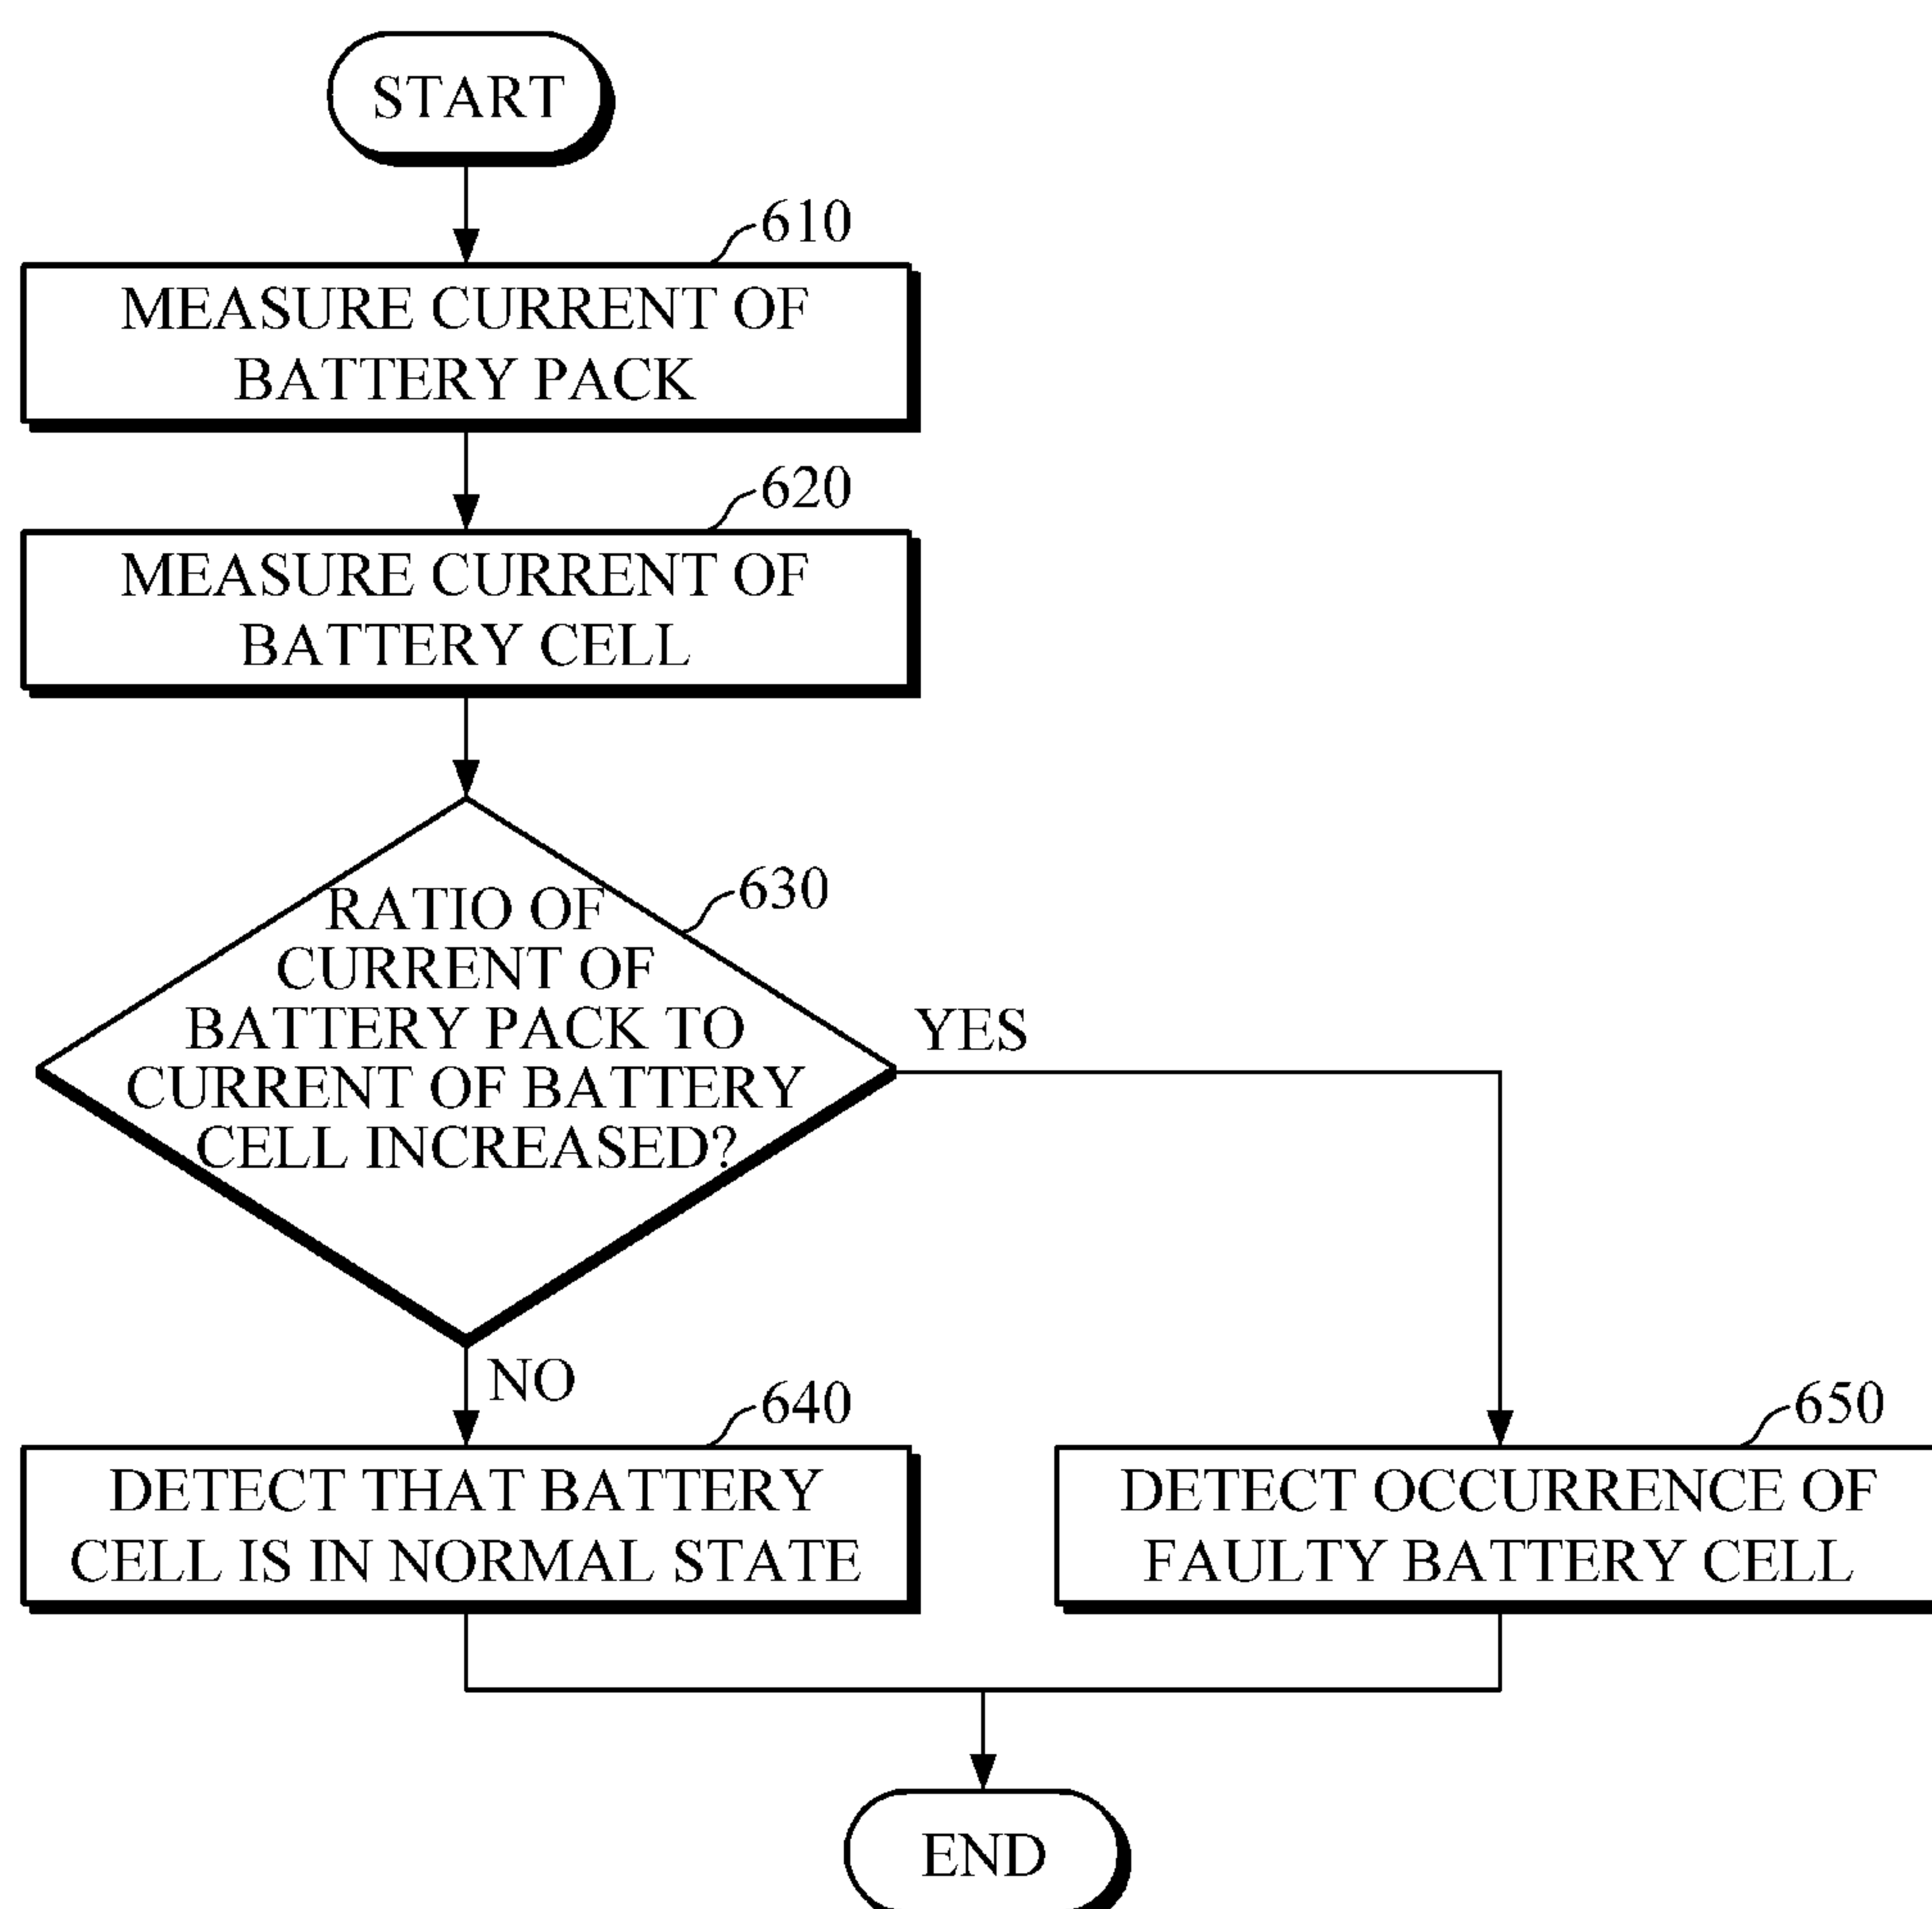 START
610
MEASURE CURRENT OF
BATTERY PACK
620
MEASURE CURRENT OF
BATTERY CELL
630
RATIO OF
CURRENT OF
BATTERY PACK TO
CURRENT OF BATTERY
CELL INCREASED?
YES
NO
640
DETECT THAT BATTERY
CELL IS IN NORMAL STATE
650
DETECT OCCURRENCE OF
FAULTY BATTERY CELL
END